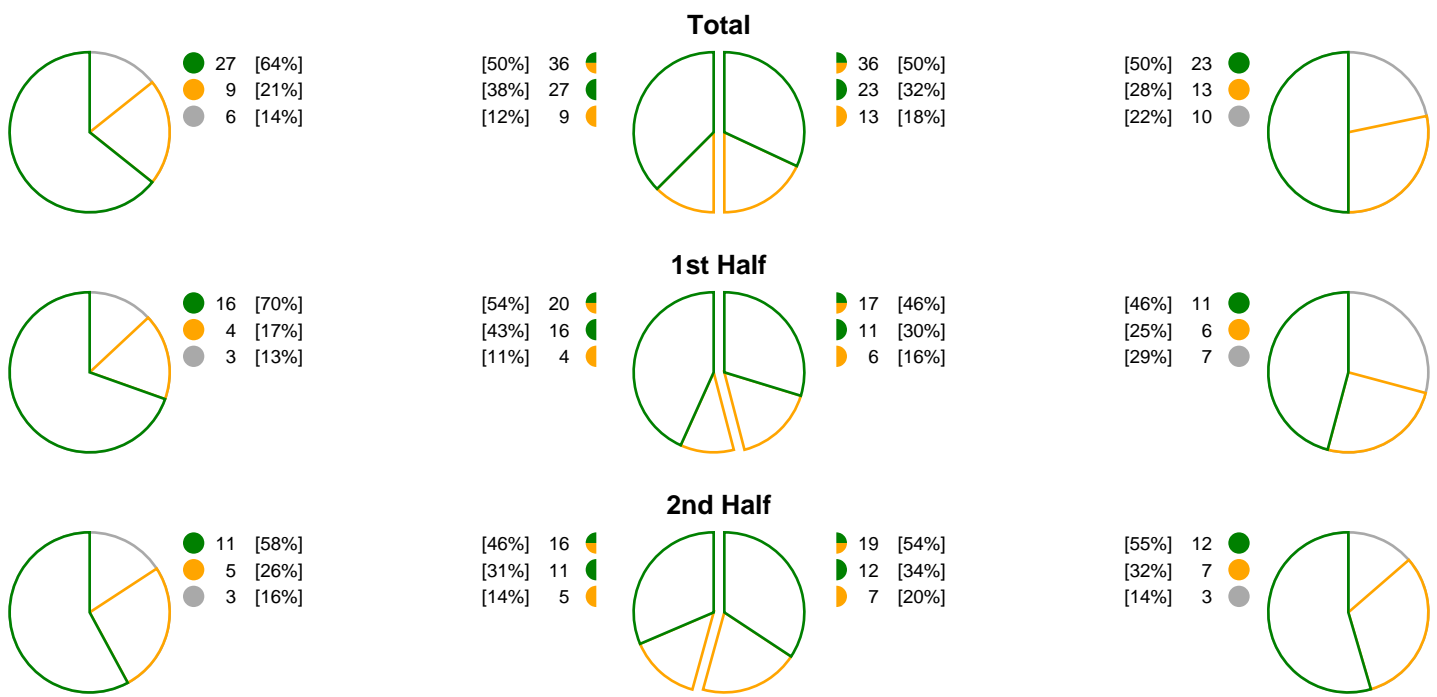 Total
27 [64%] [50%] 36 36 [50%] [50%] 23
9 [21%] [38%] 27 23 [32%] [28%] 13
6 [14%] [12%] 9 13 [18%] [22%] 10
1st Half
16 [70%] [54%] 20 17 [46%] [46%] 11
4 [17%] [43%] 16 11 [30%] [25%] 6
3 [13%] [11%] 4 6 [16%] [29%] 7
2nd Half
11 [58%] [46%] 16 19 [54%] [55%] 12
5 [26%] [31%] 11 12 [34%] [32%] 7
3 [16%] [14%] 5 7 [20%] [14%] 3